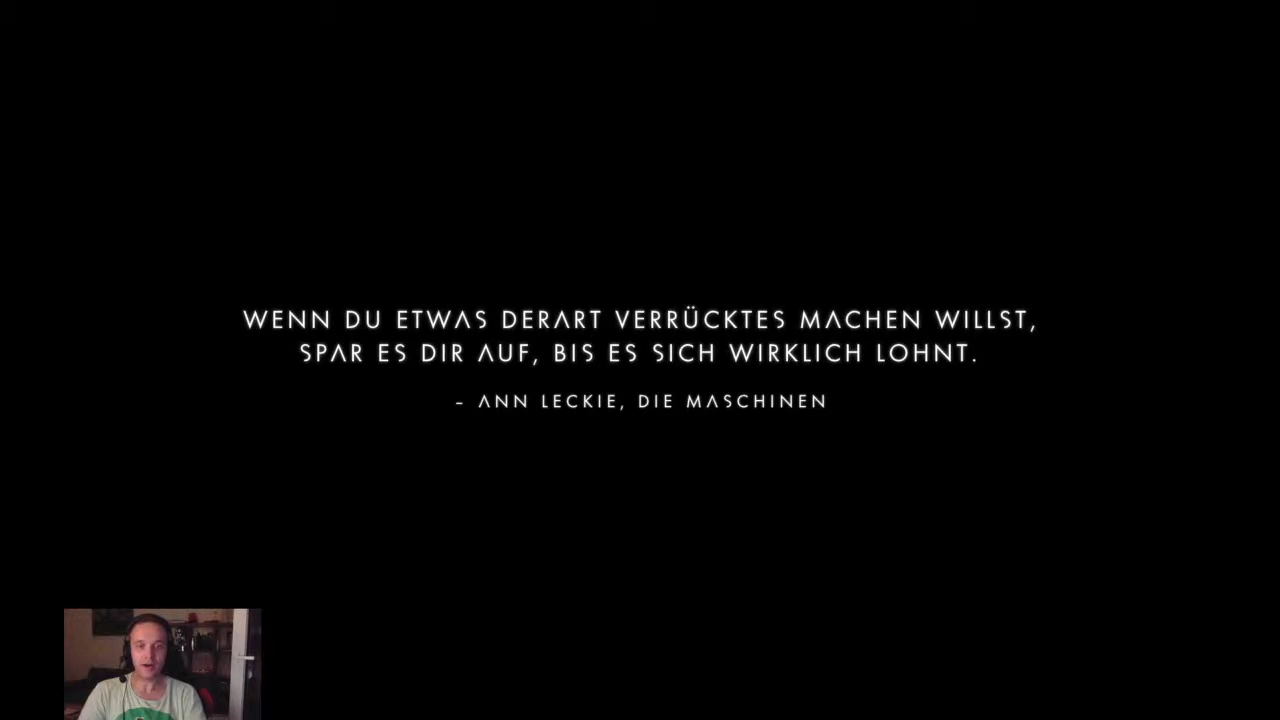 WENN DU ETWAS DERART VERRÜCKTES MACHEN WILLST,
SPAR ES DIR AUF, BIS ES SICH WIRKLICH LOHNT.
– ANN LECKIE, DIE MASCHINEN